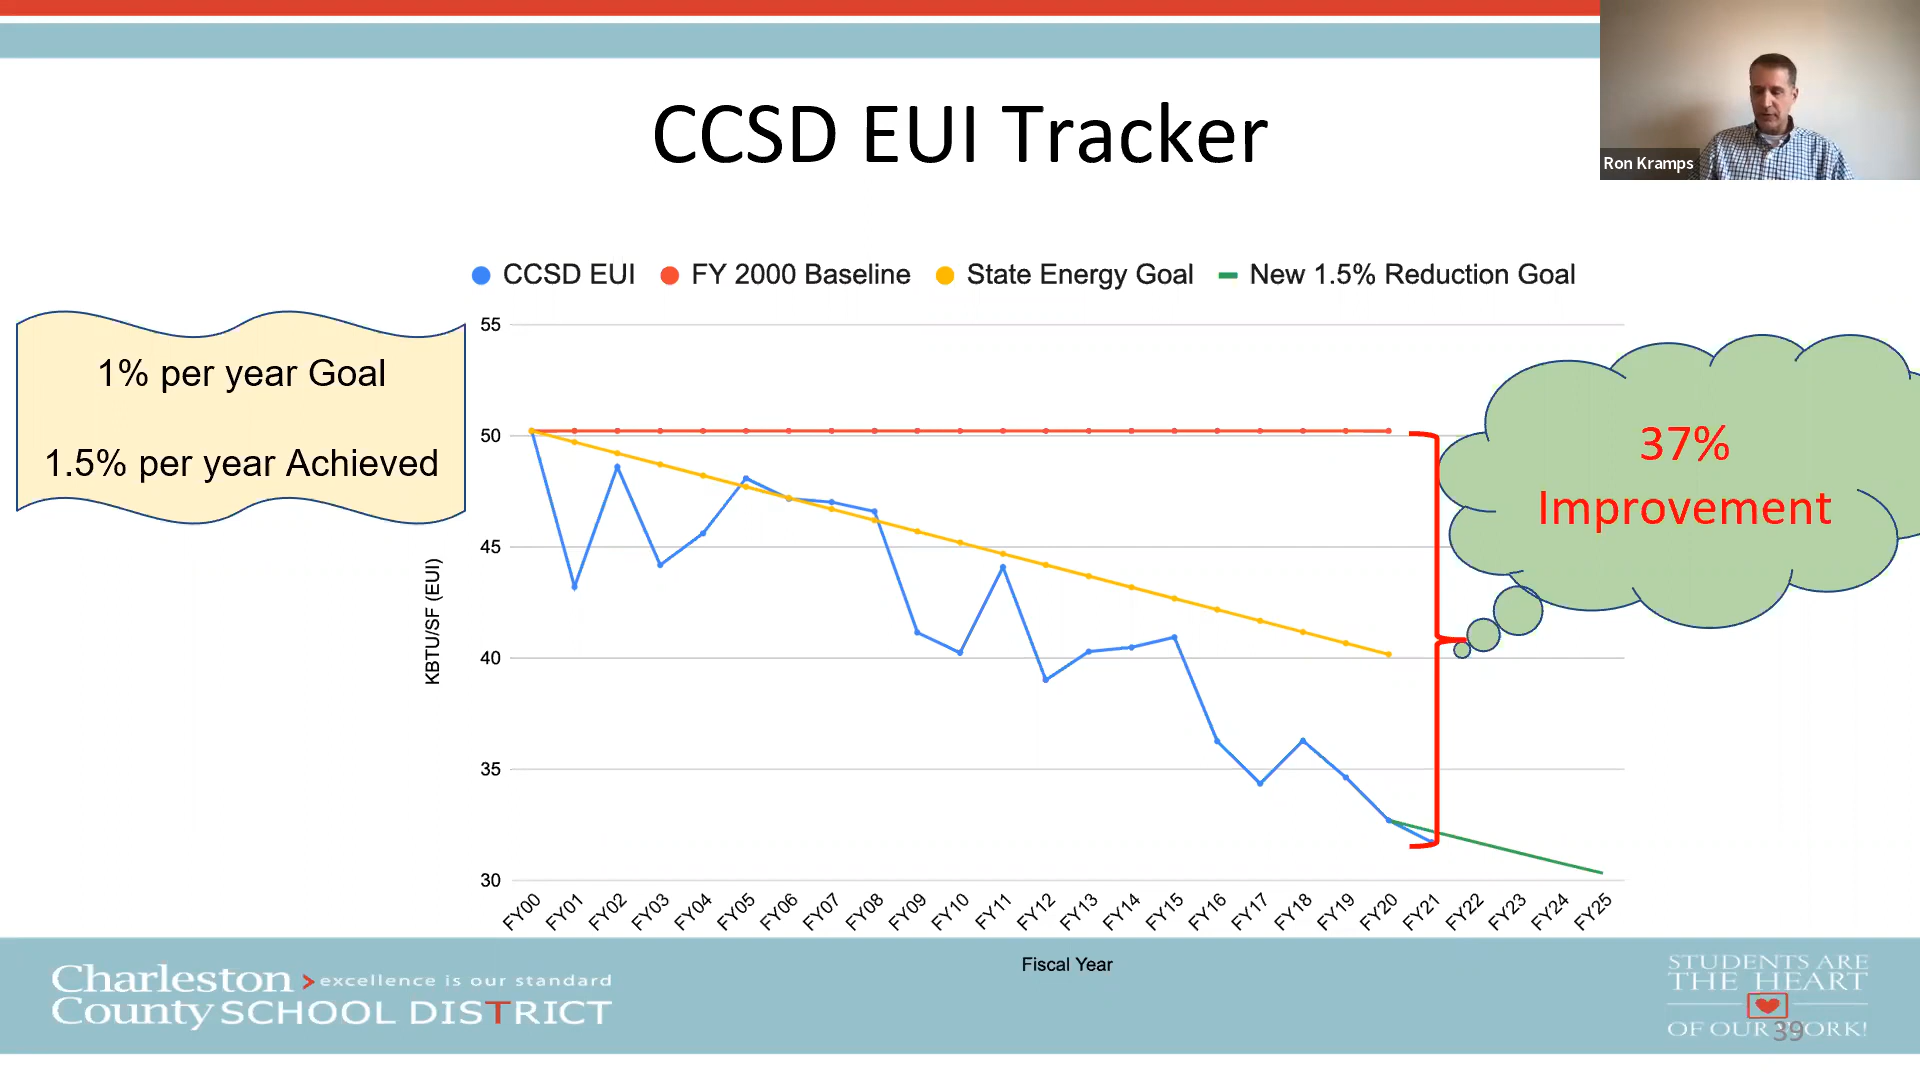 CCSD EUI Tracker
Ron Kramps
CCSD EUI FY 2000 Baseline State Energy Goal New 1.5% Reduction Goal
1% per year Goal
1.5% per year Achieved
37%
Improvement
KBTU/SF (EUI)
55
50
45
40
35
30
FY00 FY01 FY02 FY03 FY04 FY05 FY06 FY07 FY08 FY09 FY10 FY11 FY12 FY13 FY14 FY15 FY16 FY17 FY18 FY19 FY20 FY21 FY22 FY23 FY24 FY25
Fiscal Year
Charleston > excellence is our standard
County SCHOOL DISTRICT
STUDENTS ARE
THE HEART
OF OUR WORK!
39